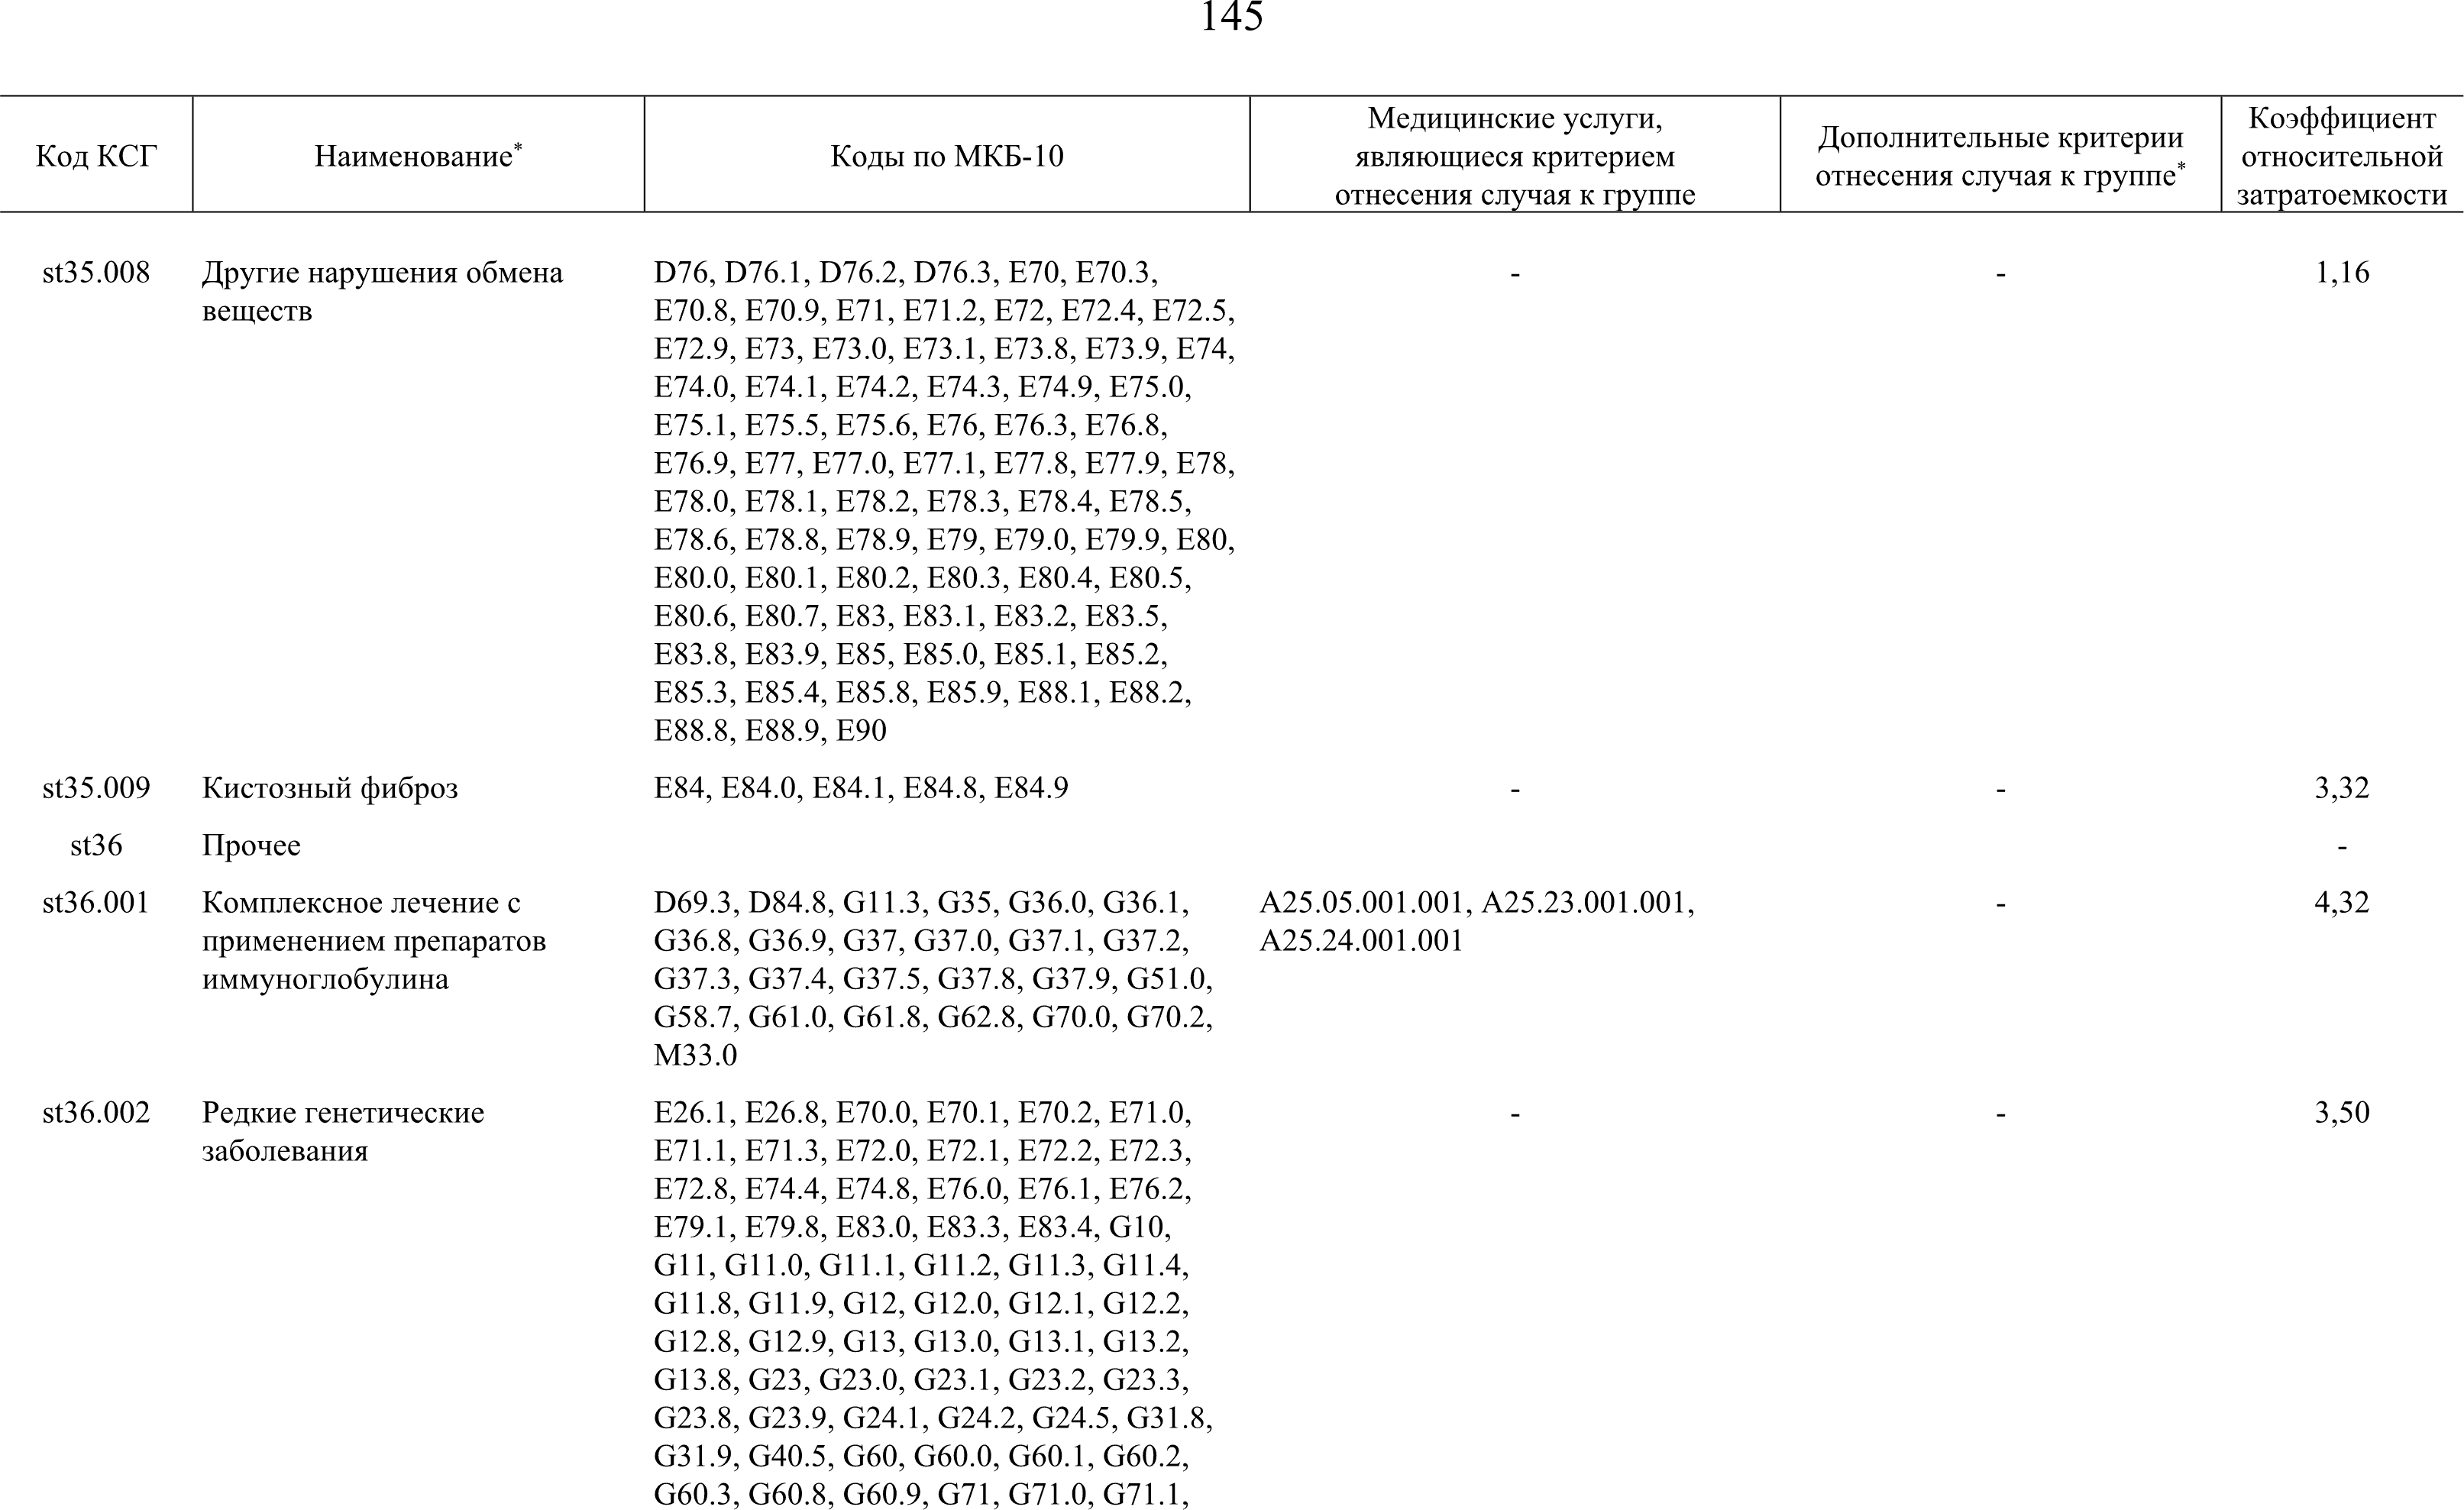 145
Код КСГ
Наименование*
Коды по МКБ-10
Медицинские услуги,
являющиеся критерием
отнесения случая к группе
Дополнительные критерии
отнесения случая к группе*
Коэффициент
относительной
затратоемкости
st35.008
Другие нарушения обмена
веществ
D76, D76.1, D76.2, D76.3, E70, E70.3,
E70.8, E70.9, E71, E71.2, E72, E72.4, E72.5,
E72.9, E73, E73.0, E73.1, E73.8, E73.9, E74,
E74.0, E74.1, E74.2, E74.3, E74.9, E75.0,
E75.1, E75.5, E75.6, E76, E76.3, E76.8,
E76.9, E77, E77.0, E77.1, E77.8, E77.9, E78,
E78.0, E78.1, E78.2, E78.3, E78.4, E78.5,
E78.6, E78.8, E78.9, E79, E79.0, E79.9, E80,
E80.0, E80.1, E80.2, E80.3, E80.4, E80.5,
E80.6, E80.7, E83, E83.1, E83.2, E83.5,
E83.8, E83.9, E85, E85.0, E85.1, E85.2,
E85.3, E85.4, E85.8, E85.9, E88.1, E88.2,
E88.8, E88.9, E90
-
-
1,16
st35.009
Кистозный фиброз
E84, E84.0, E84.1, E84.8, E84.9
-
-
3,32
st36
Прочее
-
st36.001
Комплексное лечение с
применением препаратов
иммуноглобулина
D69.3, D84.8, G11.3, G35, G36.0, G36.1,
G36.8, G36.9, G37, G37.0, G37.1, G37.2,
G37.3, G37.4, G37.5, G37.8, G37.9, G51.0,
G58.7, G61.0, G61.8, G62.8, G70.0, G70.2,
M33.0
A25.05.001.001, A25.23.001.001,
A25.24.001.001
-
4,32
st36.002
Редкие генетические
заболевания
E26.1, E26.8, E70.0, E70.1, E70.2, E71.0,
E71.1, E71.3, E72.0, E72.1, E72.2, E72.3,
E72.8, E74.4, E74.8, E76.0, E76.1, E76.2,
E79.1, E79.8, E83.0, E83.3, E83.4, G10,
G11, G11.0, G11.1, G11.2, G11.3, G11.4,
G11.8, G11.9, G12, G12.0, G12.1, G12.2,
G12.8, G12.9, G13, G13.0, G13.1, G13.2,
G13.8, G23, G23.0, G23.1, G23.2, G23.3,
G23.8, G23.9, G24.1, G24.2, G24.5, G31.8,
G31.9, G40.5, G60, G60.0, G60.1, G60.2,
G60.3, G60.8, G60.9, G71, G71.0, G71.1,
-
-
3,50